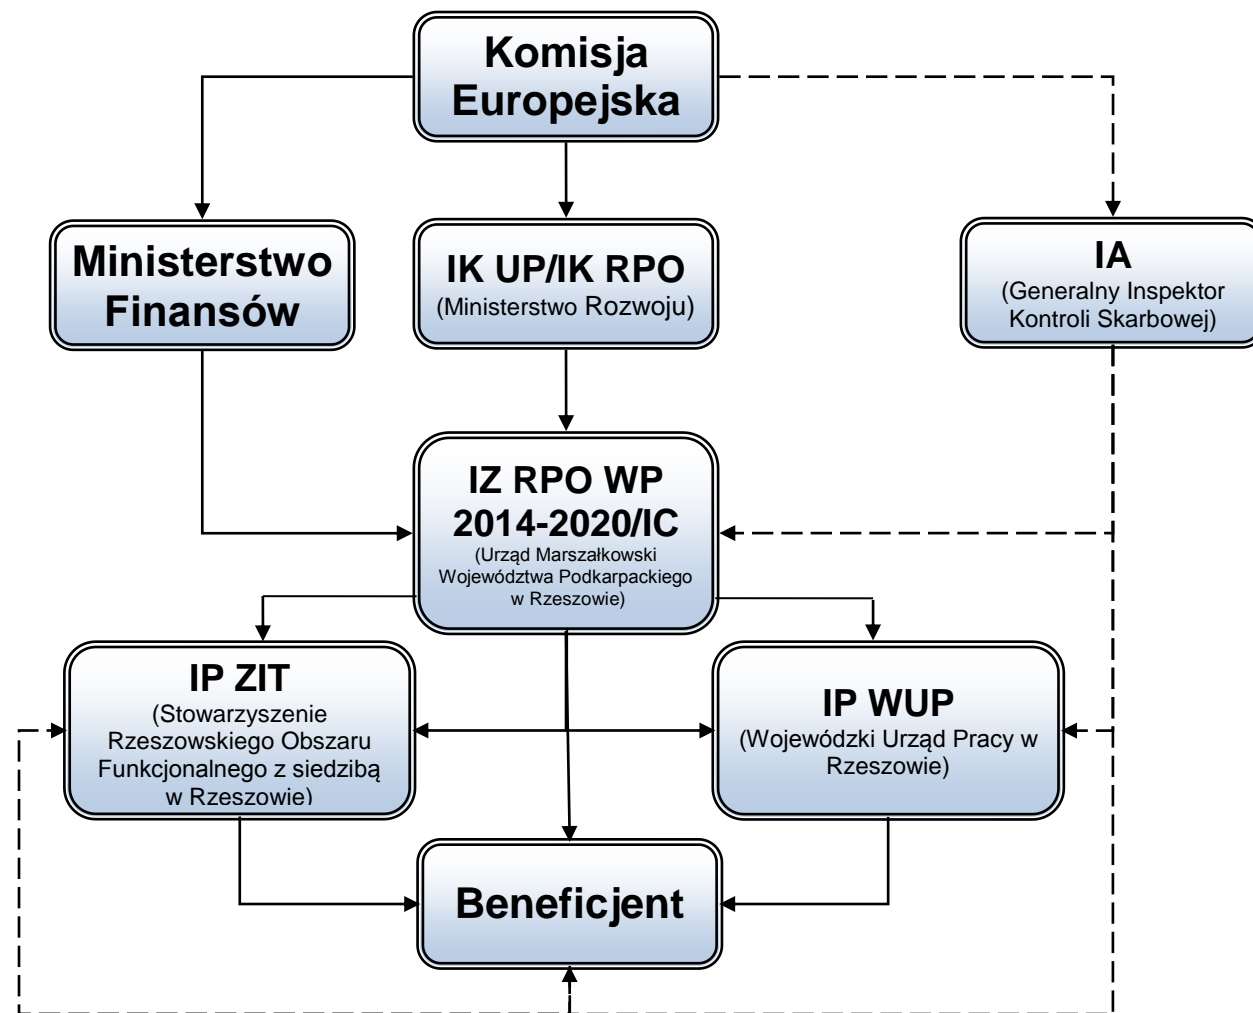 Komisja
Europejska
Ministerstwo
Finansów
IK UP/IK RPO
(Ministerstwo Rozwoju)
IA
(Generalny Inspektor
Kontroli Skarbowej)
IZ RPO WP
2014-2020/IC
(Urząd Marszałkowski
Województwa Podkarpackiego
w Rzeszowie)
IP ZIT
(Stowarzyszenie
Rzeszowskiego Obszaru
Funkcjonalnego z siedzibą
w Rzeszowie)
IP WUP
(Wojewódzki Urząd Pracy w
Rzeszowie)
Beneficjent